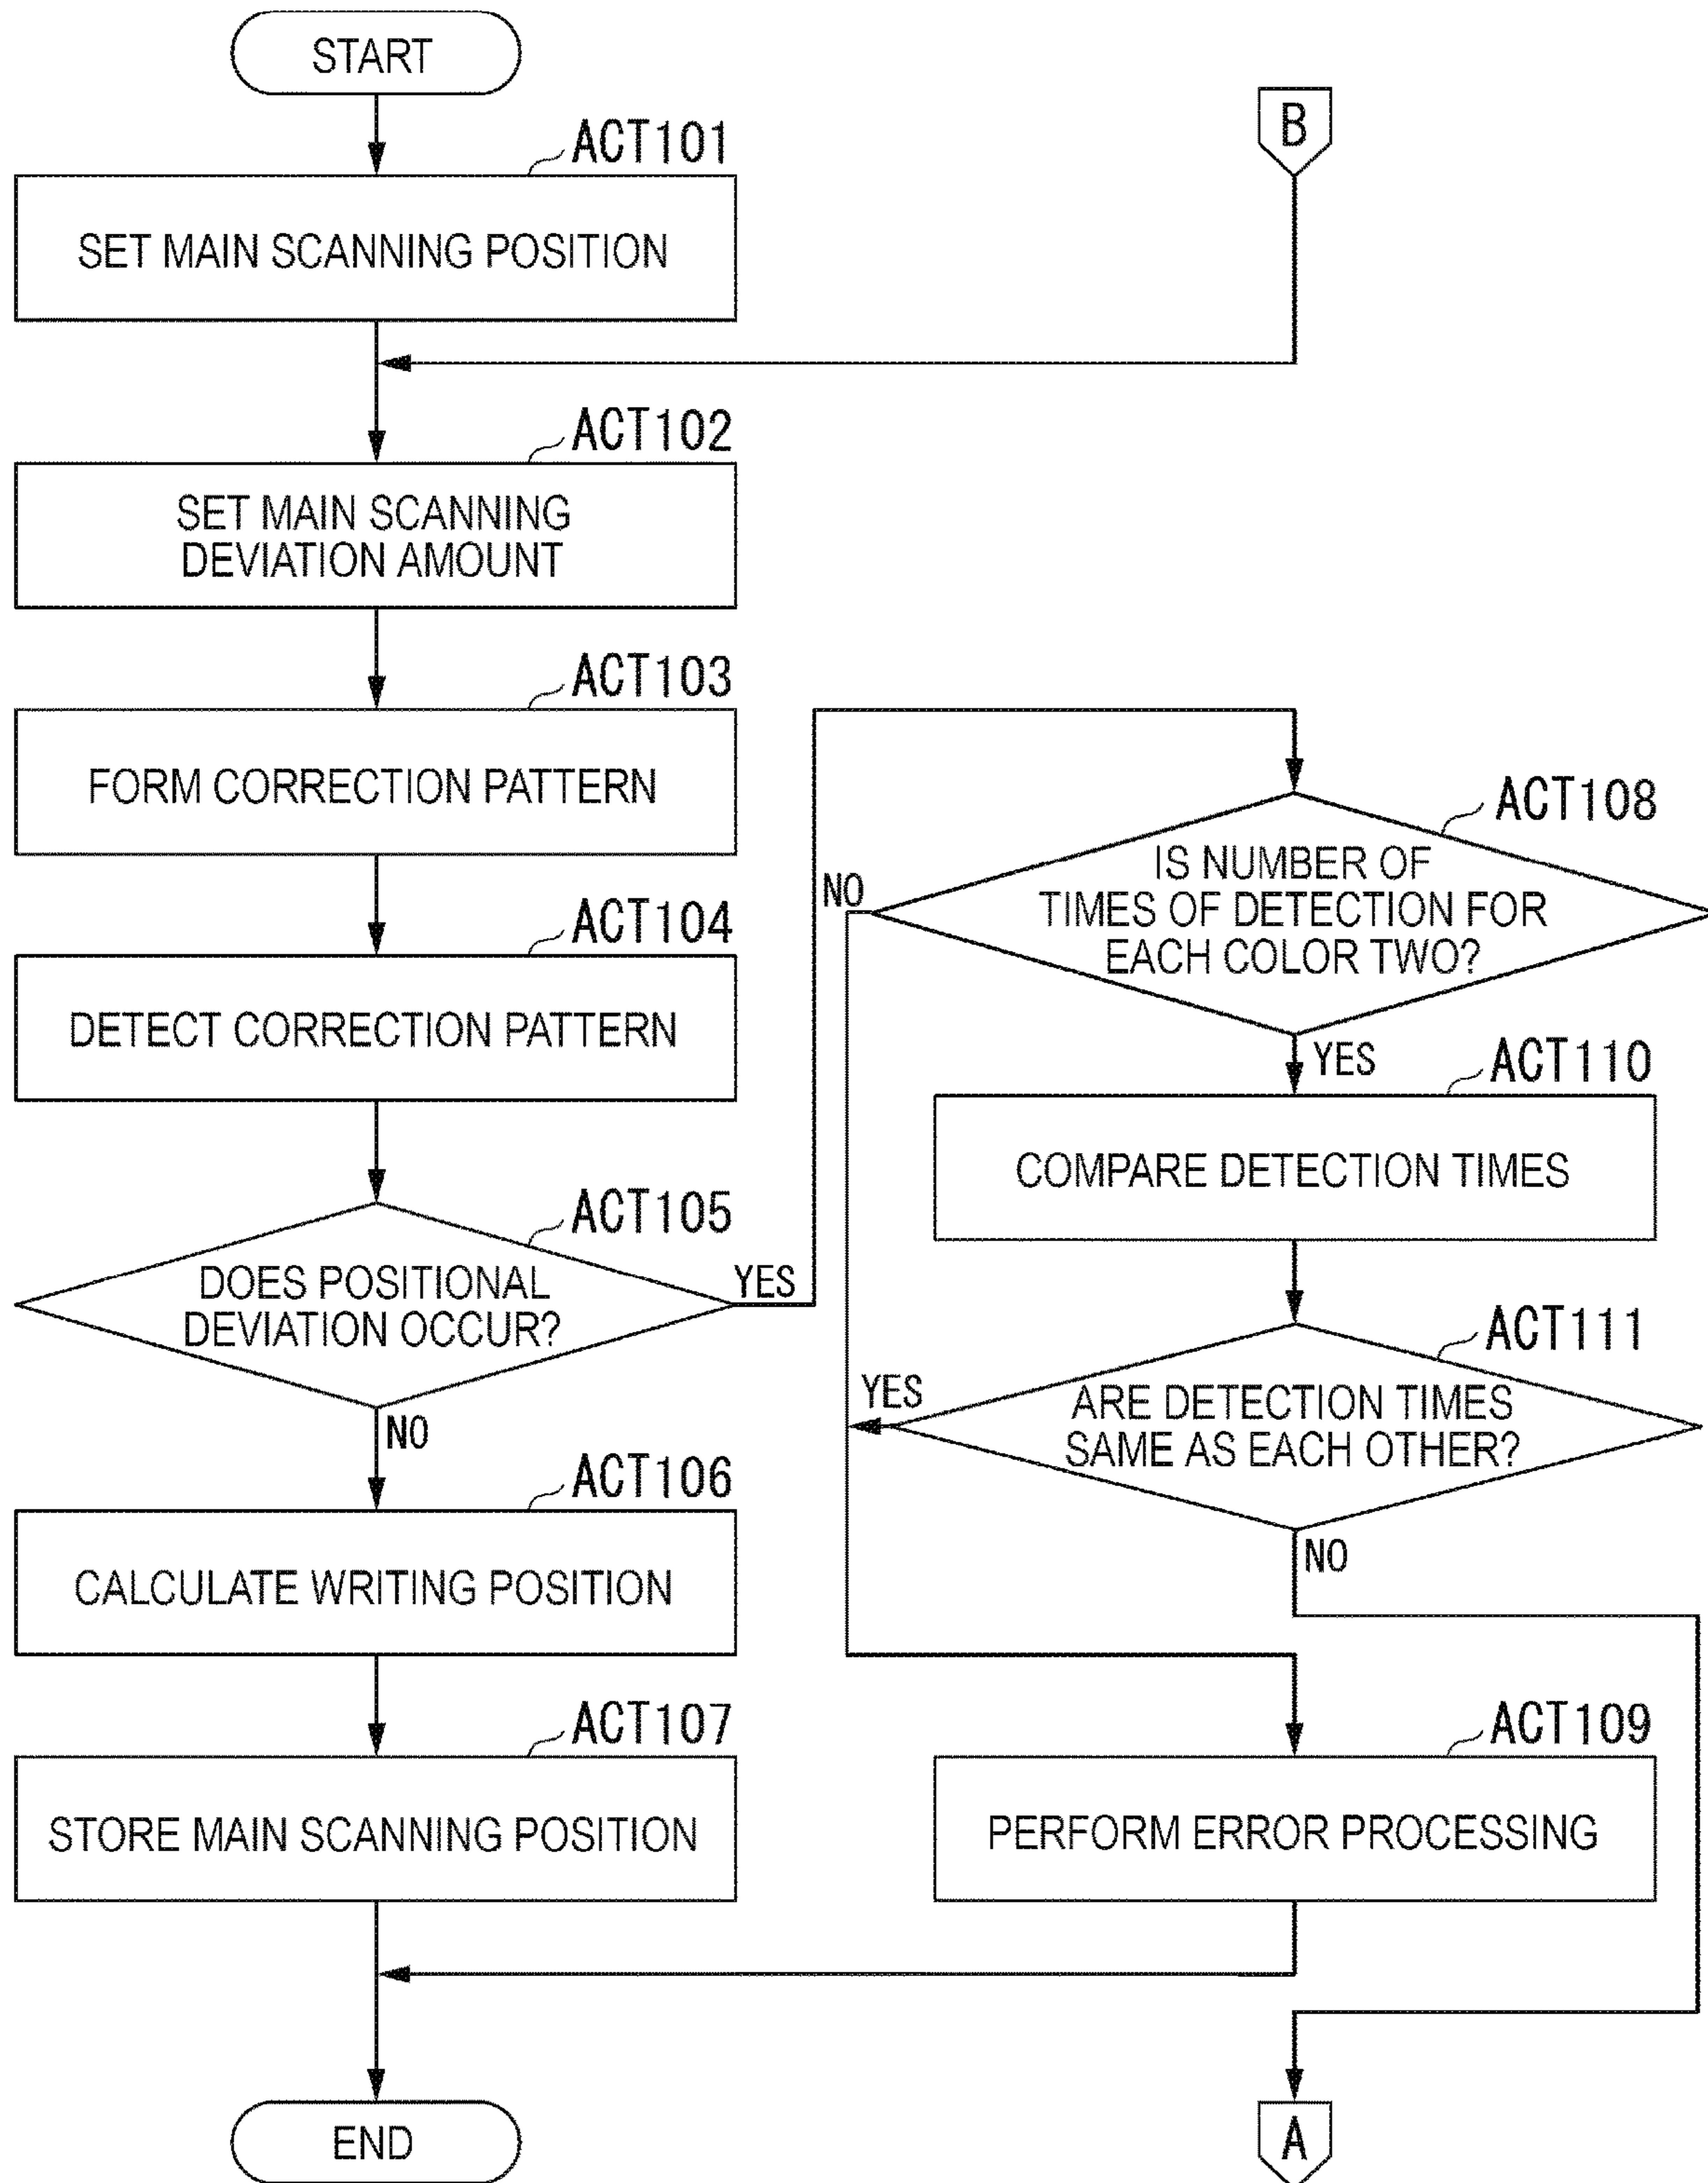 START
ACT101
SET MAIN SCANNING POSITION
ACT102
SET MAIN SCANNING
DEVIATION AMOUNT
ACT103
FORM CORRECTION PATTERN
ACT104
DETECT CORRECTION PATTERN
ACT105
DOES POSITIONAL
DEVIATION OCCUR?
YES
NO
ACT106
CALCULATE WRITING POSITION
ACT107
STORE MAIN SCANNING POSITION
END
B
ACT108
IS NUMBER OF
TIMES OF DETECTION FOR
EACH COLOR TWO?
NO
YES
ACT110
COMPARE DETECTION TIMES
ACT111
ARE DETECTION TIMES
SAME AS EACH OTHER?
YES
NO
ACT109
PERFORM ERROR PROCESSING
A